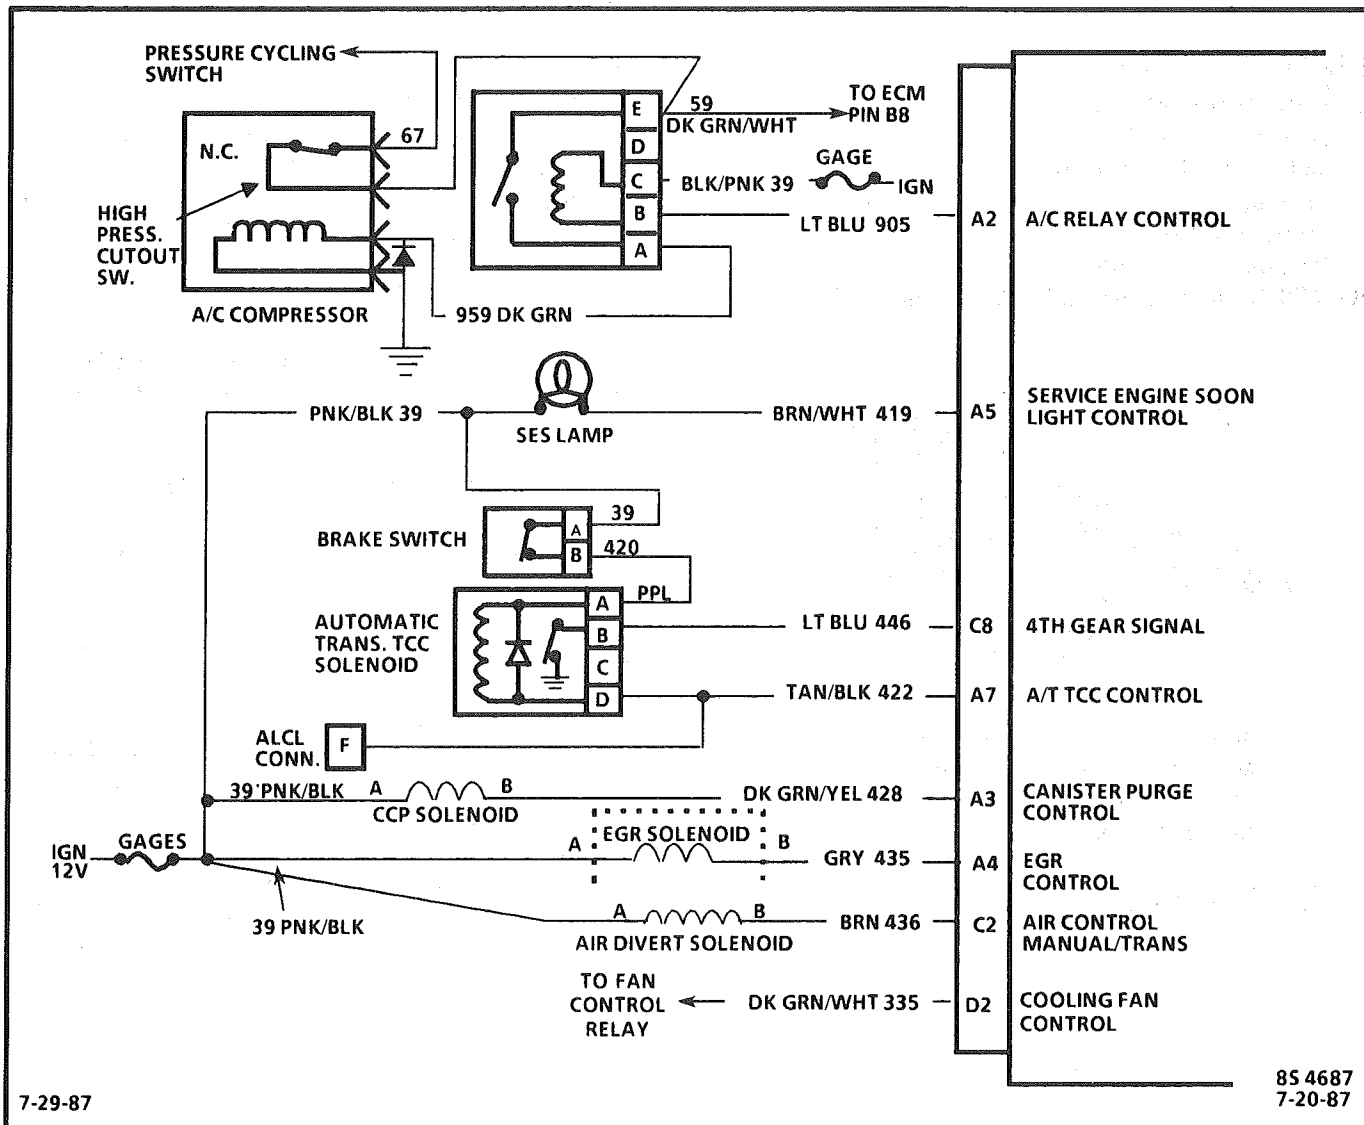 PRESSURE CYCLING
SWITCH
N.C.
67
HIGH
PRESS.
CUTOUT
SW.
A/C COMPRESSOR
E
D
C
B
A
59
DK GRN/WHT
TO ECM
PIN B8
BLK/PNK 39
GAGE
IGN
LT BLU 905
A2
A/C RELAY CONTROL
959 DK GRN
PNK/BLK 39
SES LAMP
BRN/WHT 419
A5
SERVICE ENGINE SOON
LIGHT CONTROL
BRAKE SWITCH
A
B
39
420
PPL
AUTOMATIC
TRANS. TCC
SOLENOID
A
B
C
D
LT BLU 446
C8
4TH GEAR SIGNAL
TAN/BLK 422
A7
A/T TCC CONTROL
ALCL
CONN.
F
39 PNK/BLK
A
B
CCP SOLENOID
DK GRN/YEL 428
A3
CANISTER PURGE
CONTROL
IGN
12V
GAGES
A
EGR SOLENOID
B
GRY 435
A4
EGR
CONTROL
39 PNK/BLK
A
B
AIR DIVERT SOLENOID
BRN 436
C2
AIR CONTROL
MANUAL/TRANS
TO FAN
CONTROL
RELAY
DK GRN/WHT 335
D2
COOLING FAN
CONTROL
7-29-87
8S 4687
7-20-87